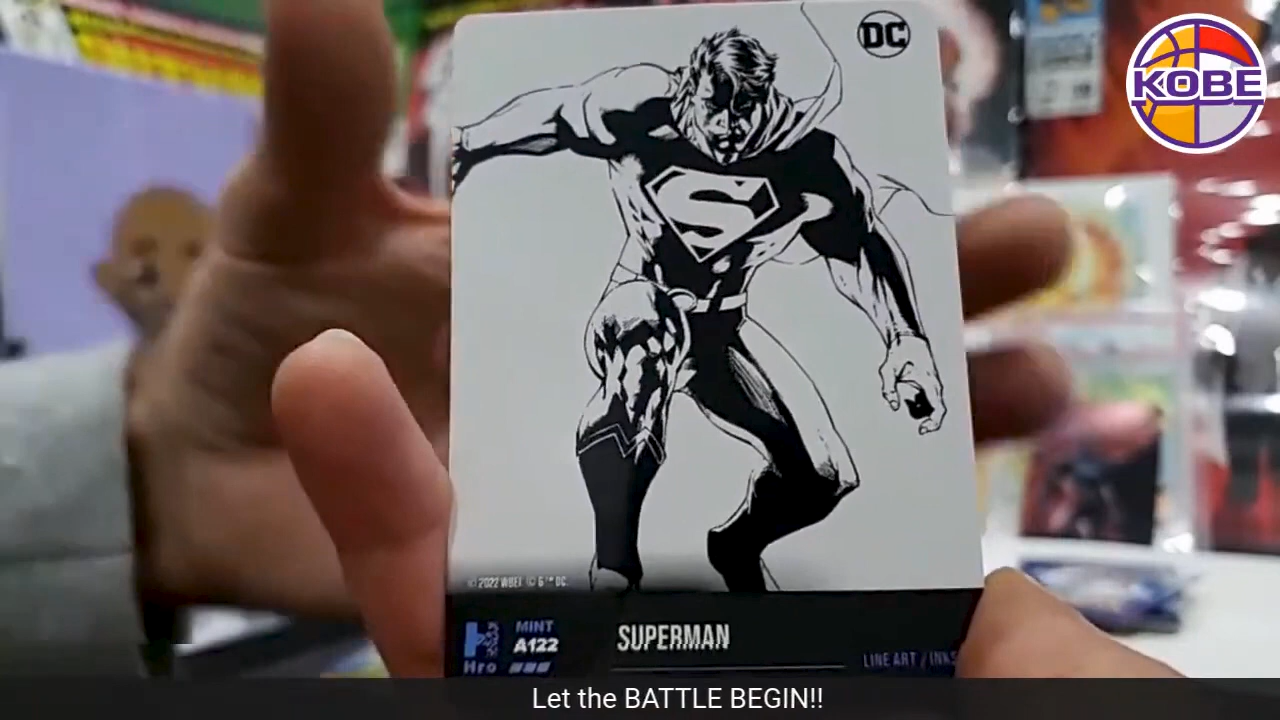 DC
KOBE
S
© 2022 WBEI. © & ™ DC.
MINT
A122
Hro
SUPERMAN
LINE ART / INKS
Let the BATTLE BEGIN!!